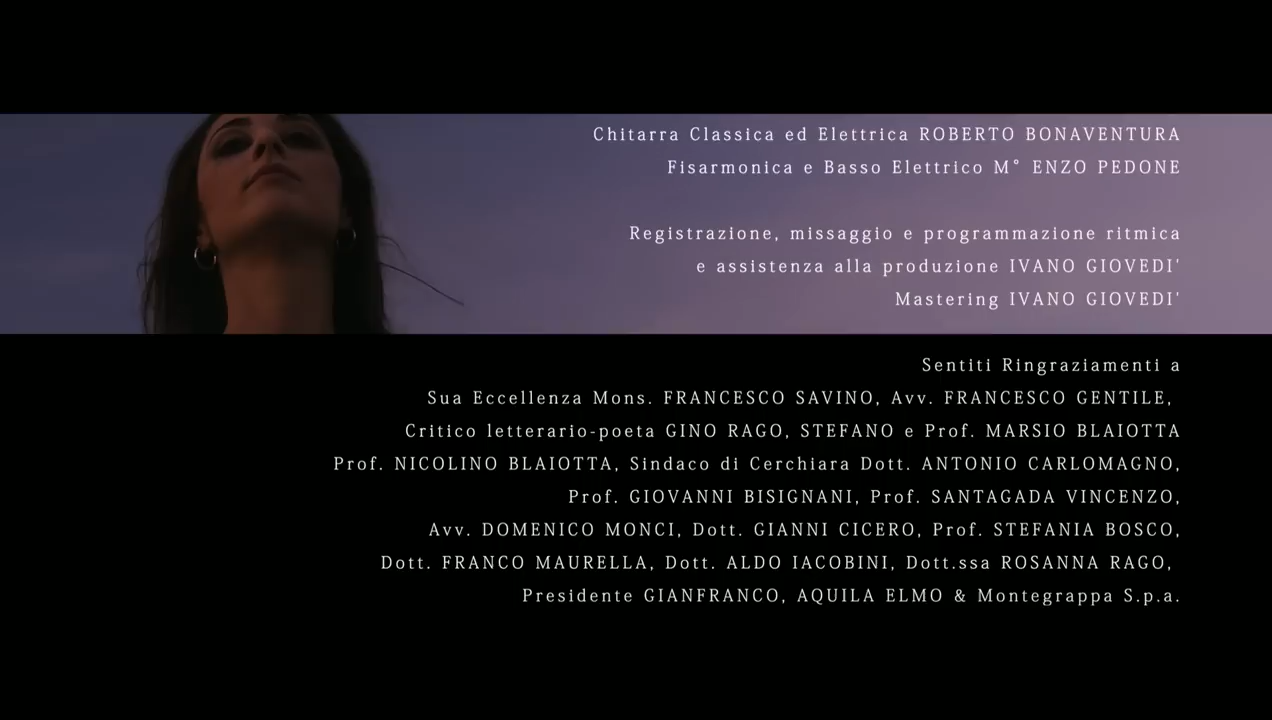 Chitarra Classica ed Elettrica ROBERTO BONAVENTURA
Fisarmonica e Basso Elettrico M° ENZO PEDONE
Registrazione, missaggio e programmazione ritmica
e assistenza alla produzione IVANO GIOVEDI'
Mastering IVANO GIOVEDI'
Sentiti Ringraziamenti a
Sua Eccellenza Mons. FRANCESCO SAVINO, Avv. FRANCESCO GENTILE,
Critico letterario-poeta GINO RAGO, STEFANO e Prof. MARSIO BLAIOTTA
Prof. NICOLINO BLAIOTTA, Sindaco di Cerchiara Dott. ANTONIO CARLOMAGNO,
Prof. GIOVANNI BISIGNANI, Prof. SANTAGADA VINCENZO,
Avv. DOMENICO MONCI, Dott. GIANNI CICERO, Prof. STEFANIA BOSCO,
Dott. FRANCO MAURELLA, Dott. ALDO IACOBINI, Dott.ssa ROSANNA RAGO,
Presidente GIANFRANCO, AQUILA ELMO & Montegrappa S.p.a.